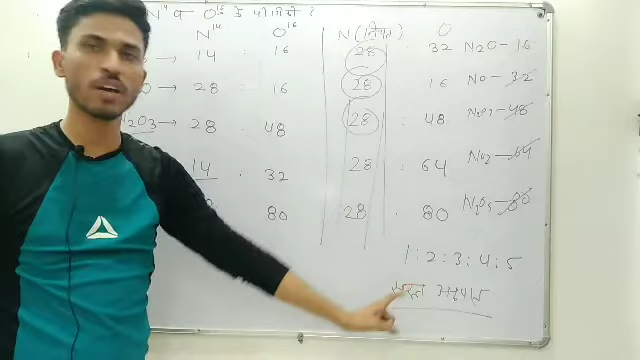 N¹⁴ व O¹⁶ के
N¹⁴ O¹⁶ N (नियत) O
→ 14 : 16 28 : 32 N2O - 16
O → 28 : 16 28 16 NO - 32
N2O3 → 28 : 48 28 : 48 N2O3 - 48
14 : 32 28 : 64 NO2 - 64
80 28 : 80 N2O5 - 80
1 : 2 : 3 : 4 : 5
सरल अनुपात